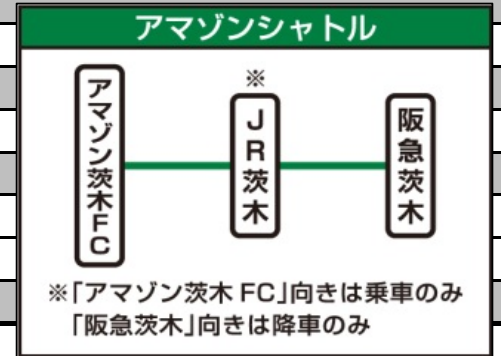 アマゾンシャトル
アマゾン茨木FC
※
JR茨木
阪急茨木
※｢アマゾン茨木 FC｣向きは乗車のみ
｢阪急茨木｣向きは降車のみ